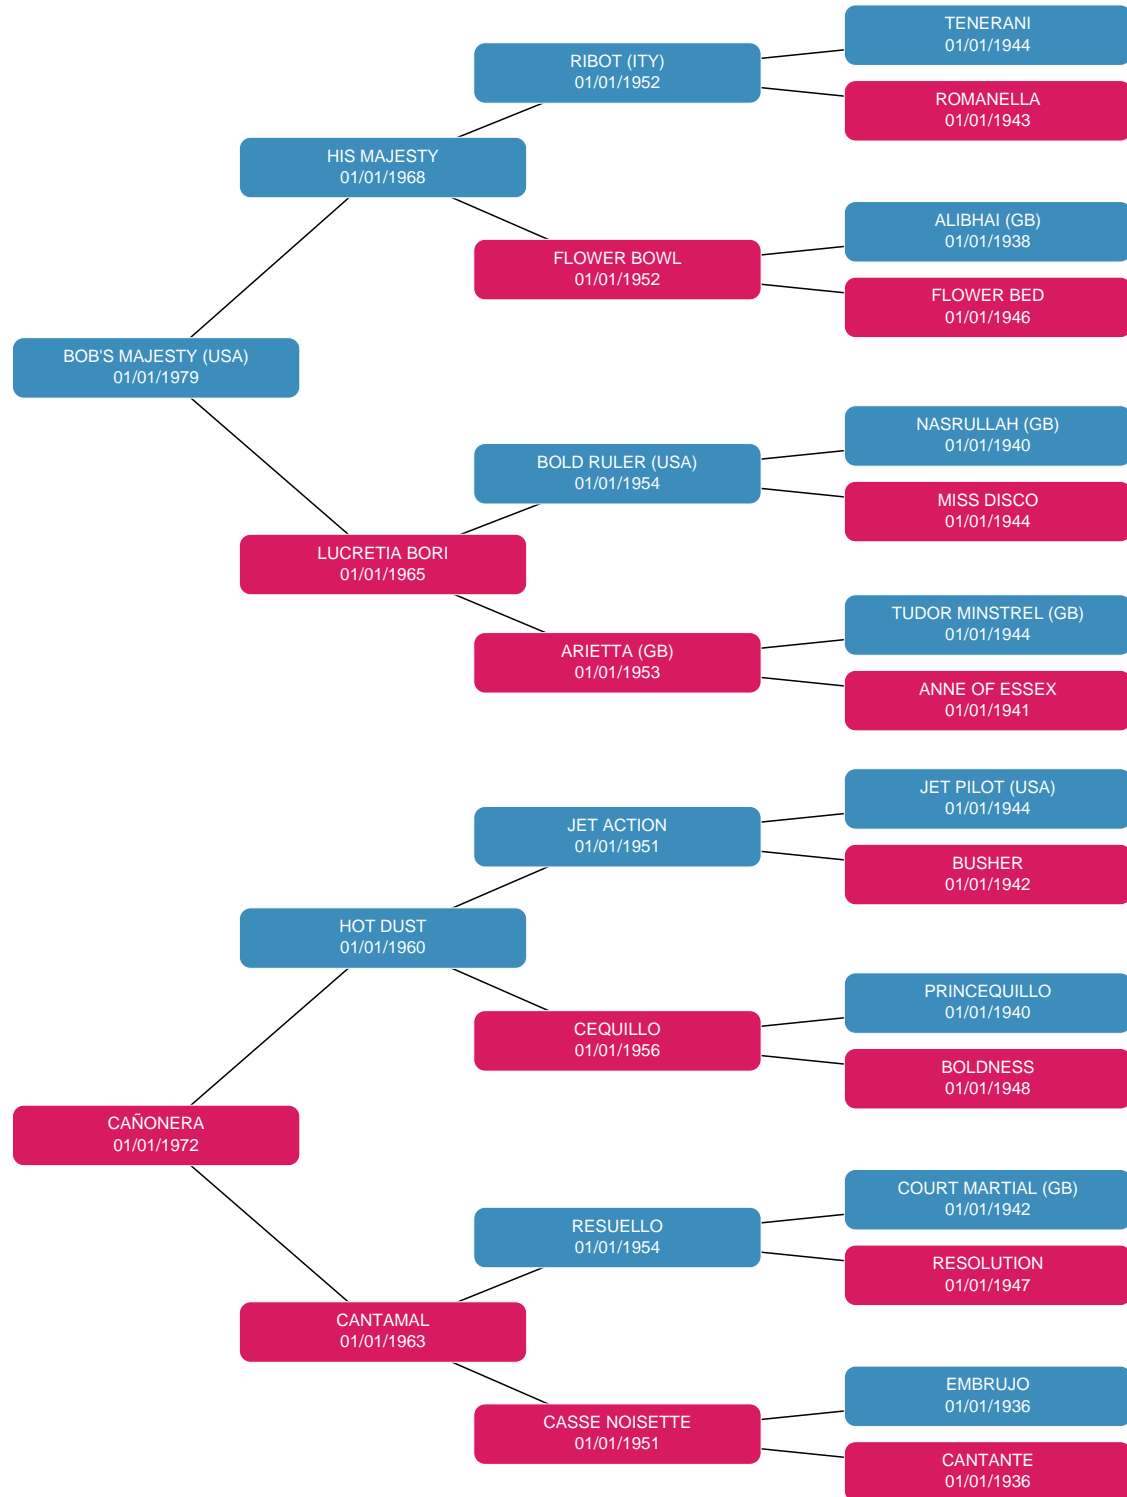 TENERANI
01/01/1944
RIBOT (ITY)
01/01/1952
ROMANELLA
01/01/1943
HIS MAJESTY
01/01/1968
ALIBHAI (GB)
01/01/1938
FLOWER BOWL
01/01/1952
FLOWER BED
01/01/1946
BOB'S MAJESTY (USA)
01/01/1979
NASRULLAH (GB)
01/01/1940
BOLD RULER (USA)
01/01/1954
MISS DISCO
01/01/1944
LUCRETIA BORI
01/01/1965
TUDOR MINSTREL (GB)
01/01/1944
ARIETTA (GB)
01/01/1953
ANNE OF ESSEX
01/01/1941
JET PILOT (USA)
01/01/1944
JET ACTION
01/01/1951
BUSHER
01/01/1942
HOT DUST
01/01/1960
PRINCEQUILLO
01/01/1940
CEQUILLO
01/01/1956
BOLDNESS
01/01/1948
CAÑONERA
01/01/1972
COURT MARTIAL (GB)
01/01/1942
RESUELLO
01/01/1954
RESOLUTION
01/01/1947
CANTAMAL
01/01/1963
EMBRUJO
01/01/1936
CASSE NOISETTE
01/01/1951
CANTANTE
01/01/1936